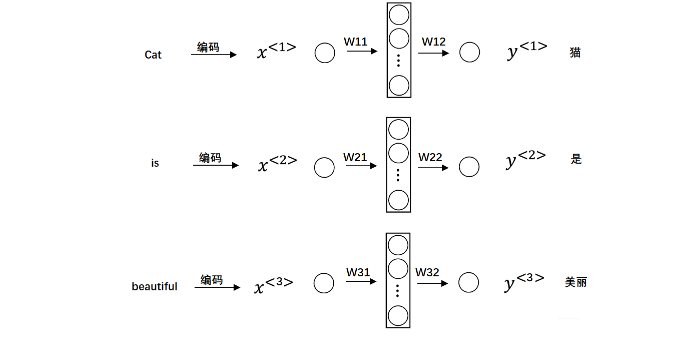 Cat 编码 x<1> W11 W12 y<1> 猫
is 编码 x<2> W21 W22 y<2> 是
beautiful 编码 x<3> W31 W32 y<3> 美丽